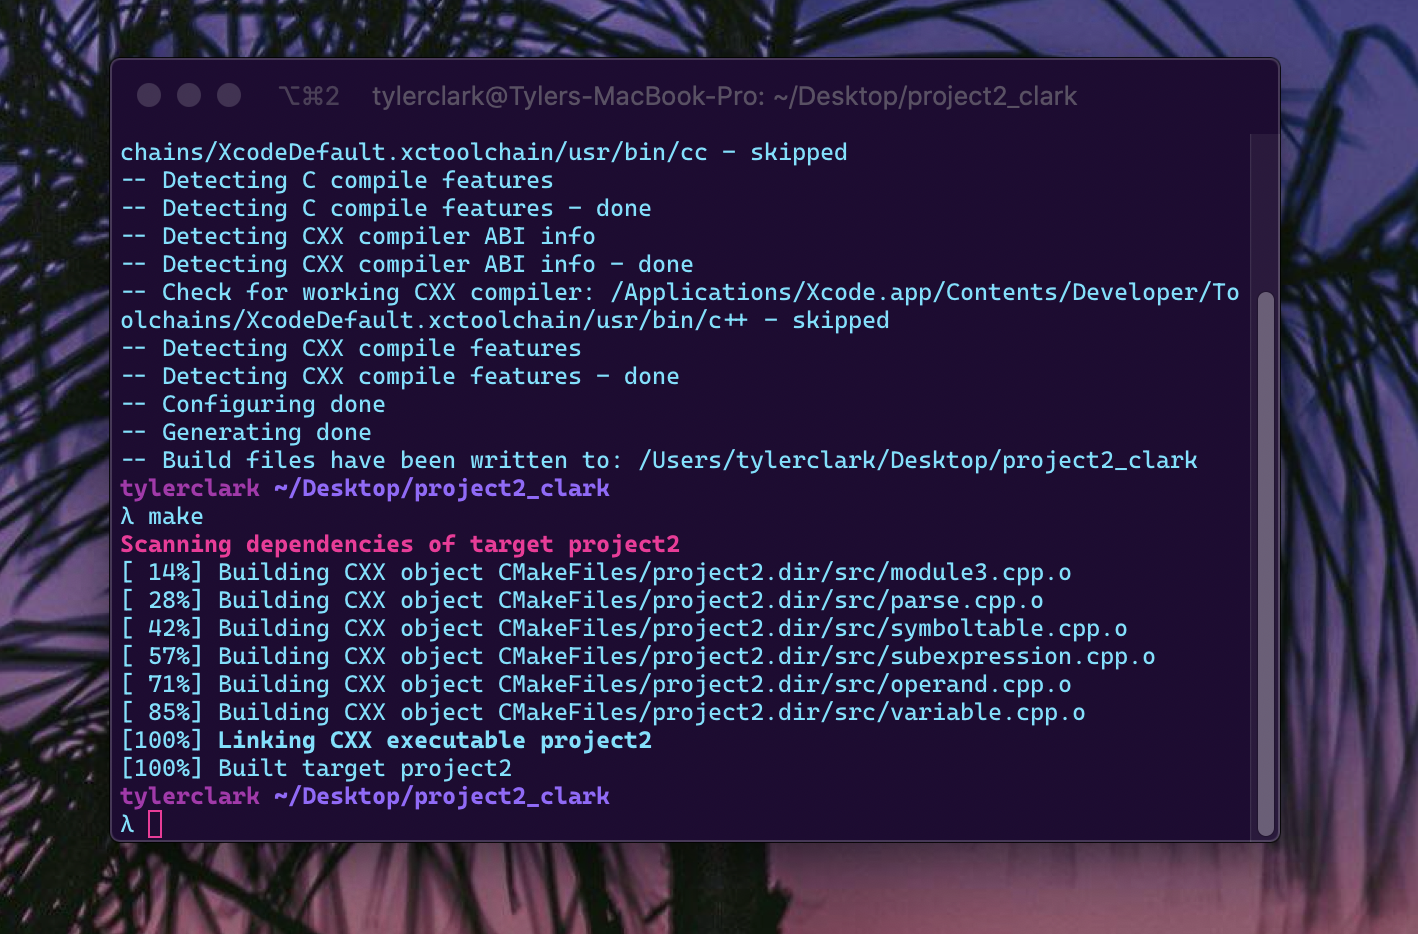 ⌥⌘2 tylerclark@Tylers-MacBook-Pro: ~/Desktop/project2_clark
chains/XcodeDefault.xctoolchain/usr/bin/cc - skipped
-- Detecting C compile features
-- Detecting C compile features - done
-- Detecting CXX compiler ABI info
-- Detecting CXX compiler ABI info - done
-- Check for working CXX compiler: /Applications/Xcode.app/Contents/Developer/To
olchains/XcodeDefault.xctoolchain/usr/bin/c++ - skipped
-- Detecting CXX compile features
-- Detecting CXX compile features - done
-- Configuring done
-- Generating done
-- Build files have been written to: /Users/tylerclark/Desktop/project2_clark
tylerclark ~/Desktop/project2_clark
λ make
Scanning dependencies of target project2
[ 14%] Building CXX object CMakeFiles/project2.dir/src/module3.cpp.o
[ 28%] Building CXX object CMakeFiles/project2.dir/src/parse.cpp.o
[ 42%] Building CXX object CMakeFiles/project2.dir/src/symboltable.cpp.o
[ 57%] Building CXX object CMakeFiles/project2.dir/src/subexpression.cpp.o
[ 71%] Building CXX object CMakeFiles/project2.dir/src/operand.cpp.o
[ 85%] Building CXX object CMakeFiles/project2.dir/src/variable.cpp.o
[100%] Linking CXX executable project2
[100%] Built target project2
tylerclark ~/Desktop/project2_clark
λ